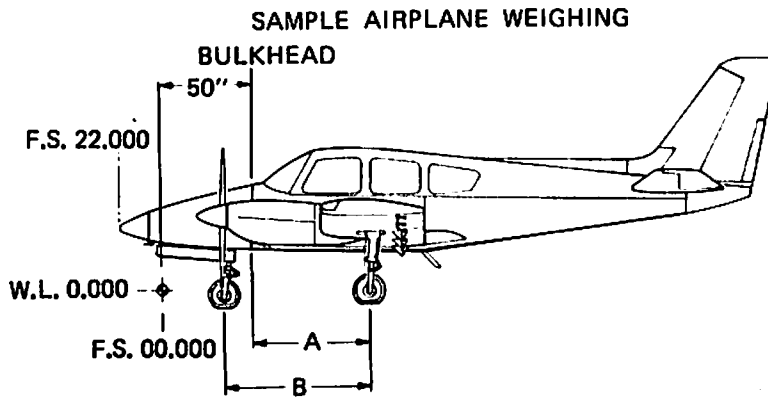 SAMPLE AIRPLANE WEIGHING
BULKHEAD
50"
F.S. 22.000
W.L. 0.000
F.S. 00.000
A
B